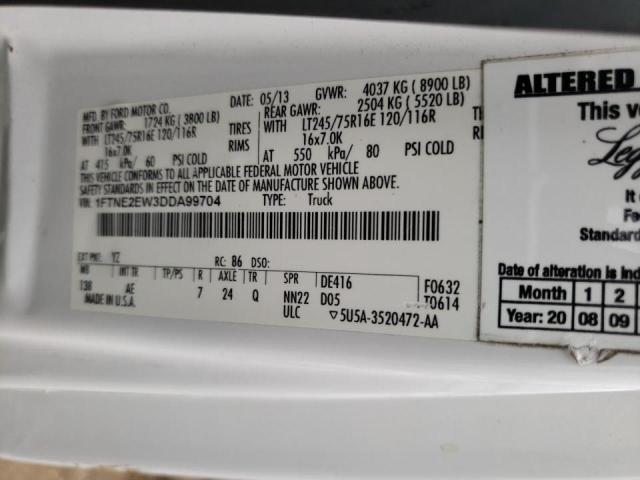 MFD. BY FORD MOTOR CO.
DATE: 05/13 GVWR: 4037 KG ( 8900 LB)
FRONT GAWR: 1724 KG ( 3800 LB)
REAR GAWR: 2504 KG ( 5520 LB)
WITH LT245/75R16E 120/116R TIRES
WITH LT245/75R16E 120/116R
16x7.0K RIMS
16x7.0K
AT 415 kPa/ 60 PSI COLD
AT 550 kPa/ 80 PSI COLD
THIS VEHICLE CONFORMS TO ALL APPLICABLE FEDERAL MOTOR VEHICLE
SAFETY STANDARDS IN EFFECT ON THE DATE OF MANUFACTURE SHOWN ABOVE.
VIN: 1FTNE2EW3DDA99704 TYPE: Truck
EXT PNT: YZ RC: 86 DSO:
WB INT TR TP/PS R AXLE TR SPR DE416 F0632
138 AE 7 24 Q NN22 D05 T0614
MADE IN U.S.A. ULC ▽5U5A-3520472-AA
ALTERED
This
It
Standard
Date of alteration
Month 1 2
Year: 20 08 09